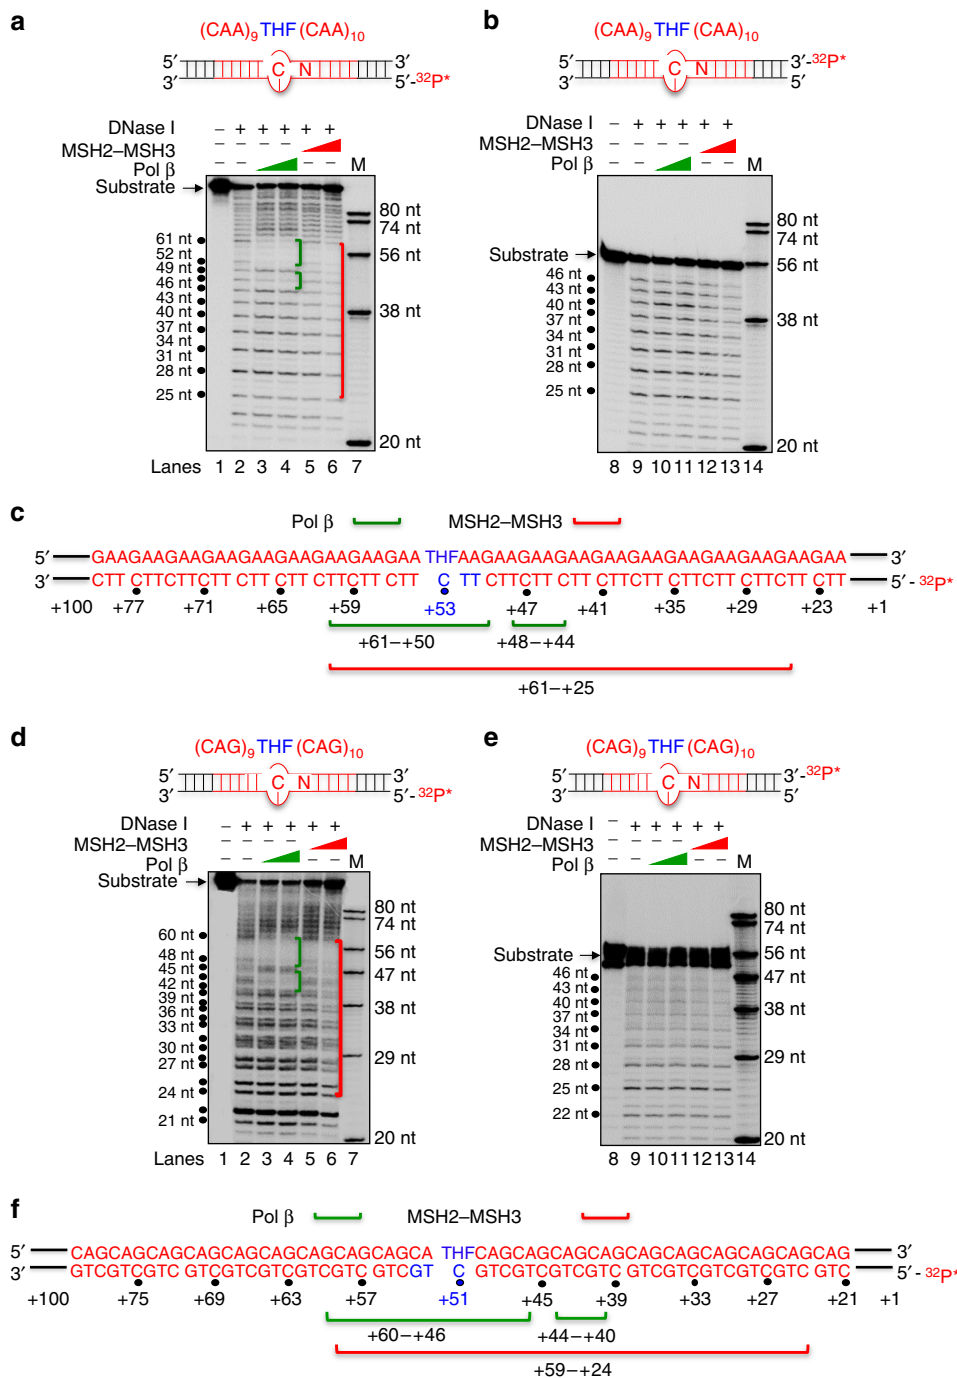 a
(CAA)9 THF (CAA)10
5′ C N 3′
3′ 5′-32P*
DNase I – + + + + +
MSH2–MSH3 – – – –
Pol β – – – – M
Substrate
80 nt
74 nt
61 nt
52 nt
56 nt
49 nt
46 nt
43 nt
40 nt
38 nt
37 nt
34 nt
31 nt
28 nt
25 nt
20 nt
Lanes 1 2 3 4 5 6 7
b
(CAA)9 THF (CAA)10
5′ C N 3′-32P*
3′ 5′
DNase I – + + + + +
MSH2–MSH3 – – – –
Pol β – – – – M
80 nt
74 nt
Substrate
56 nt
46 nt
43 nt
40 nt
37 nt
38 nt
34 nt
31 nt
28 nt
25 nt
20 nt
8 9 10 11 12 13 14
c
Pol β MSH2–MSH3
5′ GAAGAAGAAGAAGAAGAAGAAGAAGAA THFAAGAAGAAGAAGAAGAAGAAGAAGAAGAA 3′
3′ CTT CTTCTTCTT CTT CTT CTTCTTCTT CTT C TT CTTCTT CTT CTTCTT CTTCTT CTTCTT CTT 5′-32P*
+100 +77 +71 +65 +59 +53 +47 +41 +35 +29 +23 +1
+61–+50 +48–+44
+61–+25
d
(CAG)9 THF (CAG)10
5′ C N 3′
3′ 5′-32P*
DNase I – + + + + +
MSH2–MSH3 – – – –
Pol β – – – – M
Substrate
80 nt
74 nt
60 nt
56 nt
48 nt
45 nt
47 nt
42 nt
39 nt
38 nt
36 nt
33 nt
30 nt
29 nt
27 nt
24 nt
21 nt
20 nt
Lanes 1 2 3 4 5 6 7
e
(CAG)9 THF (CAG)10
5′ C N 3′-32P*
3′ 5′
DNase I – + + + + +
MSH2–MSH3 – – – –
Pol β – – – – M
80 nt
74 nt
Substrate
56 nt
46 nt
47 nt
43 nt
40 nt
38 nt
37 nt
34 nt
31 nt
29 nt
28 nt
25 nt
22 nt
20 nt
8 9 10 11 12 13 14
f
Pol β MSH2–MSH3
5′ CAGCAGCAGCAGCAGCAGCAGCAGCAGCA THFCAGCAGCAGCAGCAGCAGCAGCAGCAGCAG 3′
3′ GTCGTCGTC GTCGTCGTCGTCGTC GTCGT C GTCGTCGTCGTC GTCGTCGTCGTCGTC GTC 5′-32P*
+100 +75 +69 +63 +57 +51 +45 +39 +33 +27 +21 +1
+60–+46 +44–+40
+59–+24